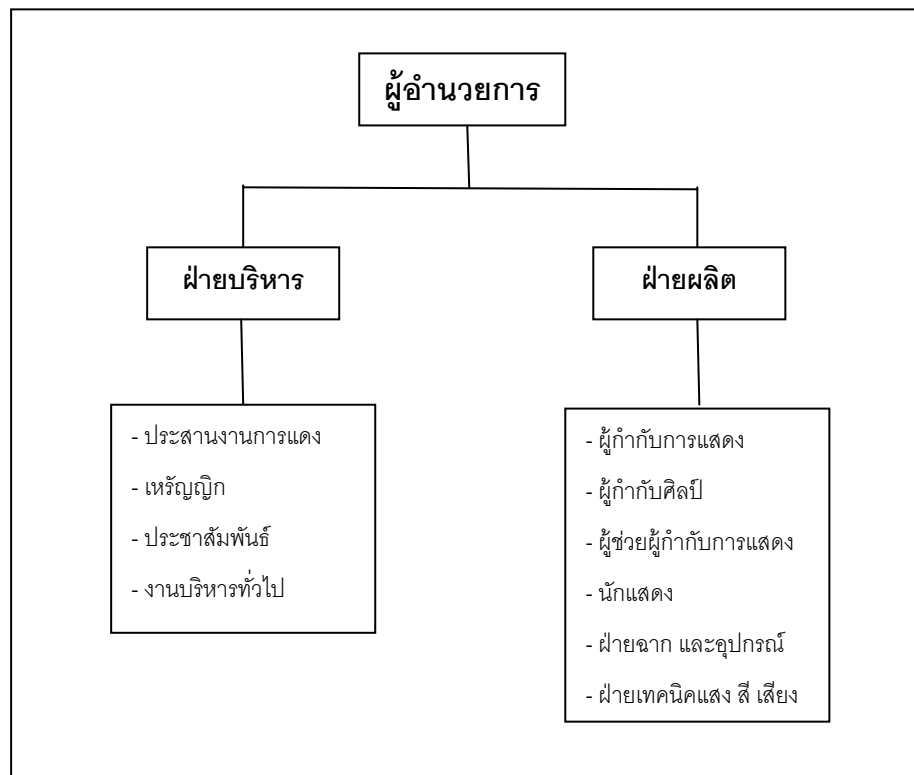 ผู้อำนวยการ
ฝ่ายบริหาร
ฝ่ายผลิต
- ประสานงานการแดง
- เหรัญญิก
- ประชาสัมพันธ์
- งานบริหารทั่วไป
- ผู้กำกับการแสดง
- ผู้กำกับศิลป์
- ผู้ช่วยผู้กำกับการแสดง
- นักแสดง
- ฝ่ายฉาก และอุปกรณ์
- ฝ่ายเทคนิคแสง สี เสียง